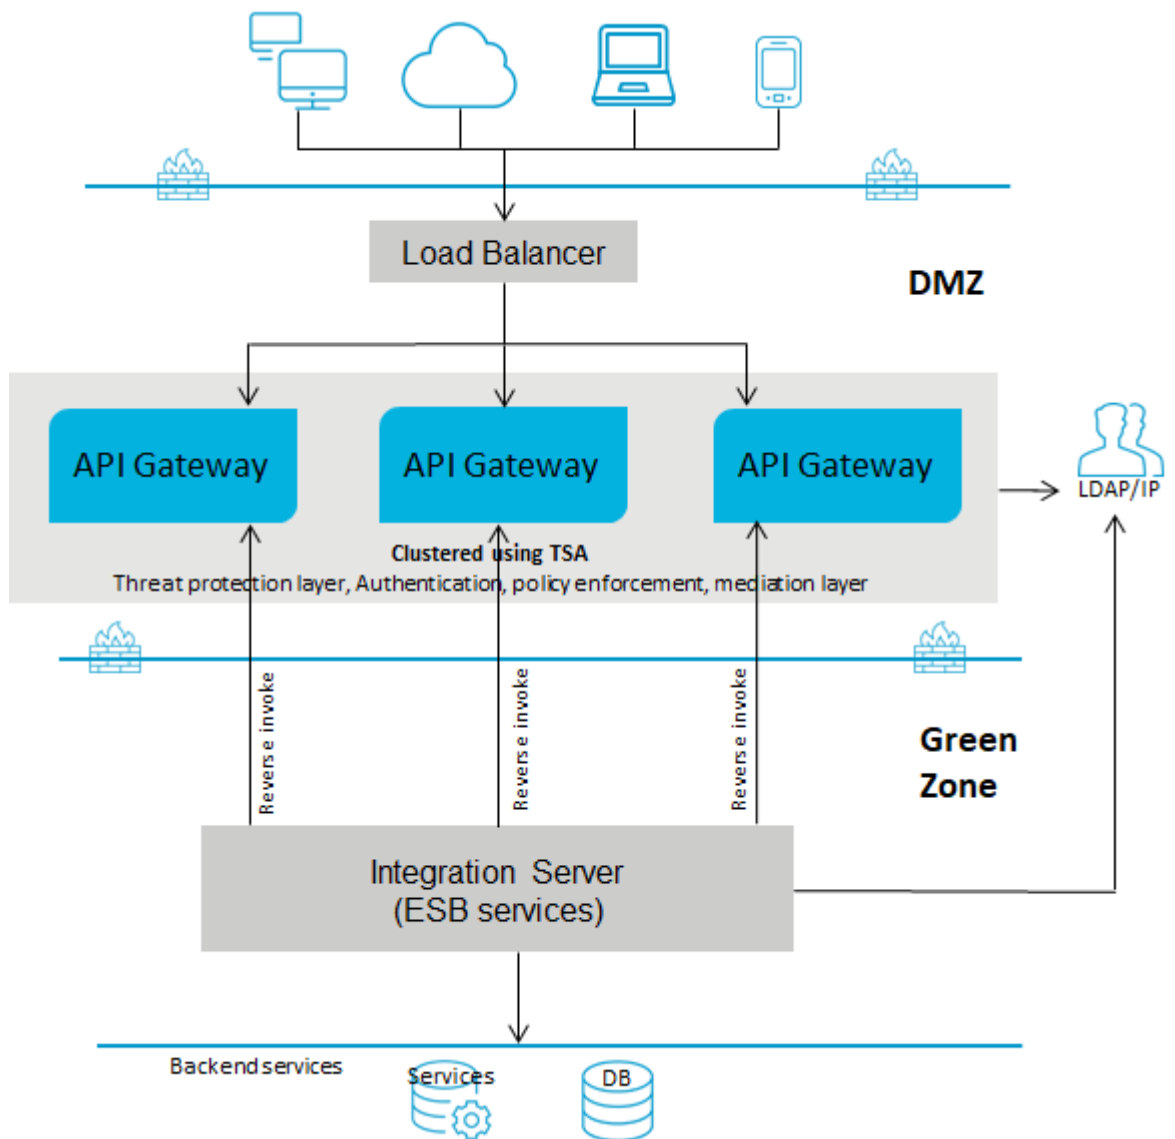 Load Balancer
DMZ
API Gateway
API Gateway
API Gateway
LDAP/IP
Clustered using TSA
Threat protection layer, Authentication, policy enforcement, mediation layer
Reverse invoke
Reverse invoke
Reverse invoke
Green
Zone
Integration Server
(ESB services)
Backend services
Services
DB